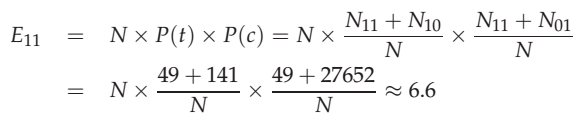 E₁₁ = N × P(t) × P(c) = N × (N₁₁ + N₁₀)/N × (N₁₁ + N₀₁)/N
= N × (49 + 141)/N × (49 + 27652)/N ≈ 6.6